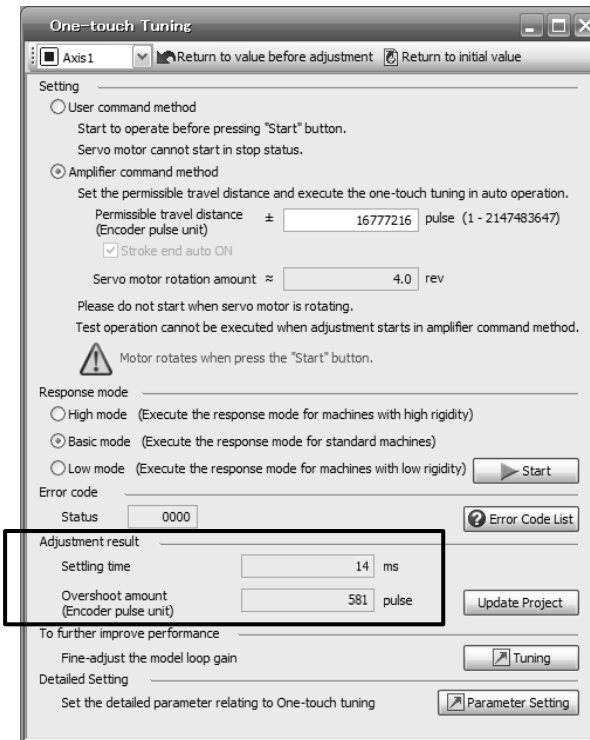 One-touch Tuning
Axis1 Return to value before adjustment Return to initial value
Setting
User command method
Start to operate before pressing "Start" button.
Servo motor cannot start in stop status.
Amplifier command method
Set the permissible travel distance and execute the one-touch tuning in auto operation.
Permissible travel distance
(Encoder pulse unit)
± 16777216 pulse (1 - 2147483647)
Stroke end auto ON
Servo motor rotation amount ≈ 4.0 rev
Please do not start when servo motor is rotating.
Test operation cannot be executed when adjustment starts in amplifier command method.
Motor rotates when press the "Start" button.
Response mode
High mode (Execute the response mode for machines with high rigidity)
Basic mode (Execute the response mode for standard machines)
Low mode (Execute the response mode for machines with low rigidity) Start
Error code
Status 0000 Error Code List
Adjustment result
Settling time 14 ms
Overshoot amount
(Encoder pulse unit)
581 pulse Update Project
To further improve performance
Fine-adjust the model loop gain Tuning
Detailed Setting
Set the detailed parameter relating to One-touch tuning Parameter Setting